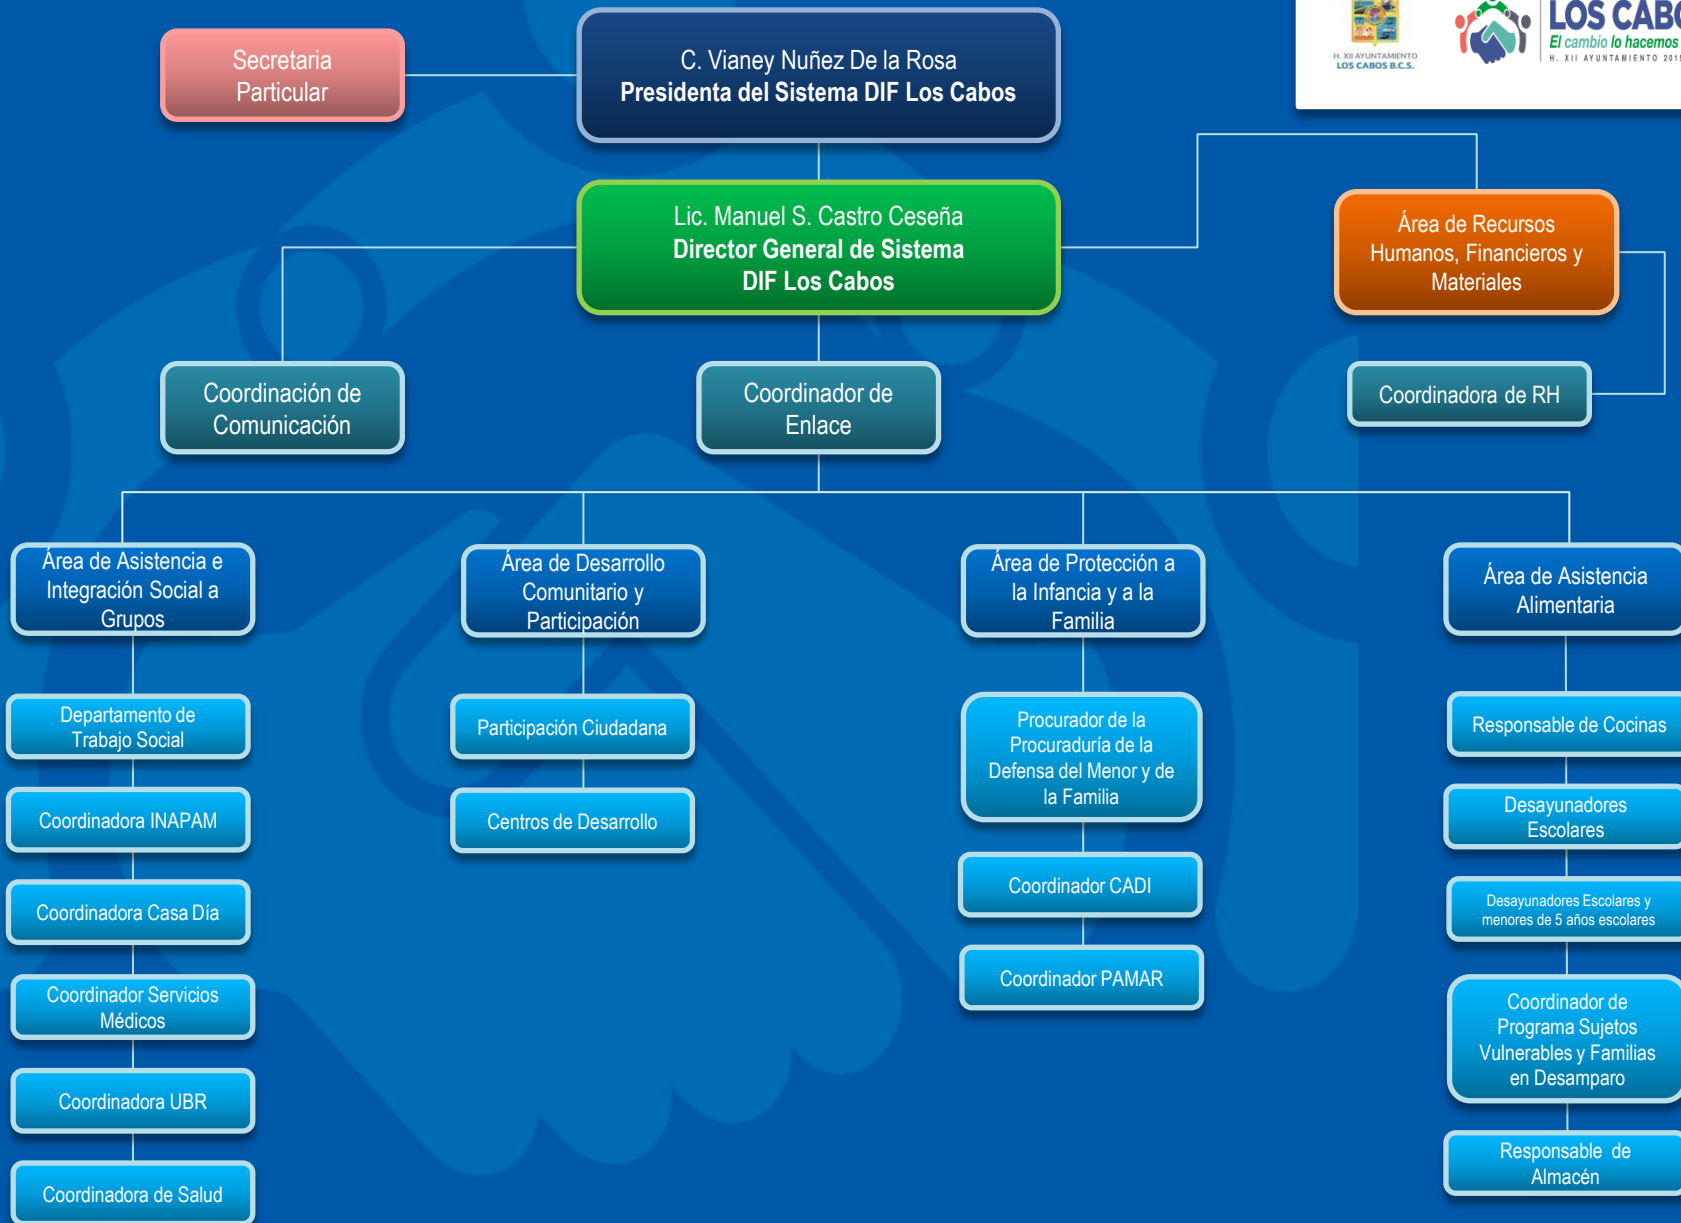 H. XII AYUNTAMIENTO
LOS CABOS B.C.S.
LOS CABO
El cambio lo hacemos
H. XII AYUNTAMIENTO 201
Secretaria
Particular
C. Vianey Nuñez De la Rosa
Presidenta del Sistema DIF Los Cabos
Lic. Manuel S. Castro Ceseña
Director General de Sistema
DIF Los Cabos
Área de Recursos
Humanos, Financieros y
Materiales
Coordinación de
Comunicación
Coordinador de
Enlace
Coordinadora de RH
Área de Asistencia e
Integración Social a
Grupos
Departamento de
Trabajo Social
Coordinadora INAPAM
Coordinadora Casa Día
Coordinador Servicios
Médicos
Coordinadora UBR
Coordinadora de Salud
Área de Desarrollo
Comunitario y
Participación
Participación Ciudadana
Centros de Desarrollo
Área de Protección a
la Infancia y a la
Familia
Procurador de la
Procuraduría de la
Defensa del Menor y de
la Familia
Coordinador CADI
Coordinador PAMAR
Área de Asistencia
Alimentaria
Responsable de Cocinas
Desayunadores
Escolares
Desayunadores Escolares y
menores de 5 años escolares
Coordinador de
Programa Sujetos
Vulnerables y Familias
en Desamparo
Responsable de
Almacén